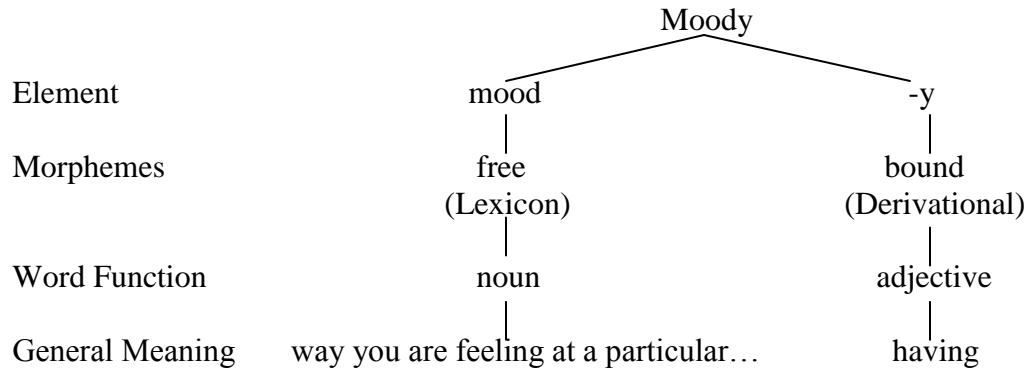 Moody
Element mood -y
Morphemes free bound
(Lexicon) (Derivational)
Word Function noun adjective
General Meaning way you are feeling at a particular… having